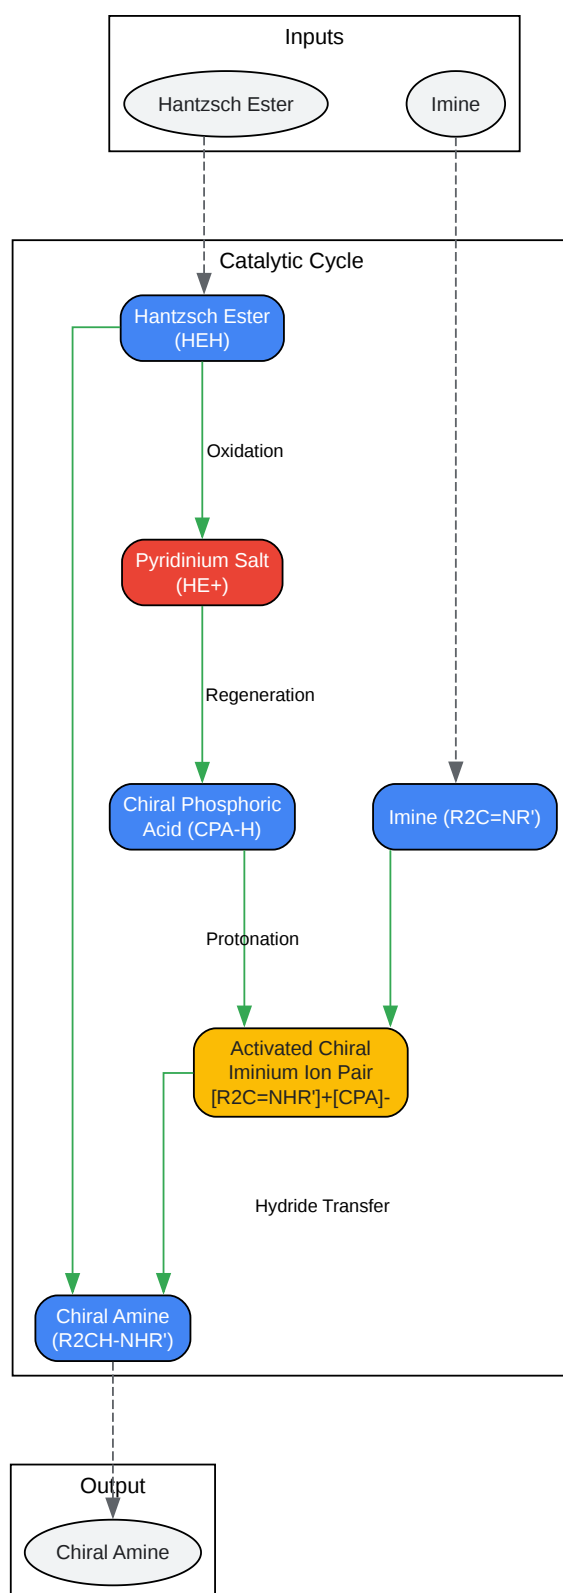 Inputs
Hantzsch Ester
Imine
Catalytic Cycle
Hantzsch Ester
(HEH)
Oxidation
Pyridinium Salt
(HE+)
Regeneration
Chiral Phosphoric
Acid (CPA-H)
Imine (R2C=NR')
Protonation
Activated Chiral
Iminium Ion Pair
[R2C=NHR']+[CPA]-
Hydride Transfer
Chiral Amine
(R2CH-NHR')
Output
Chiral Amine